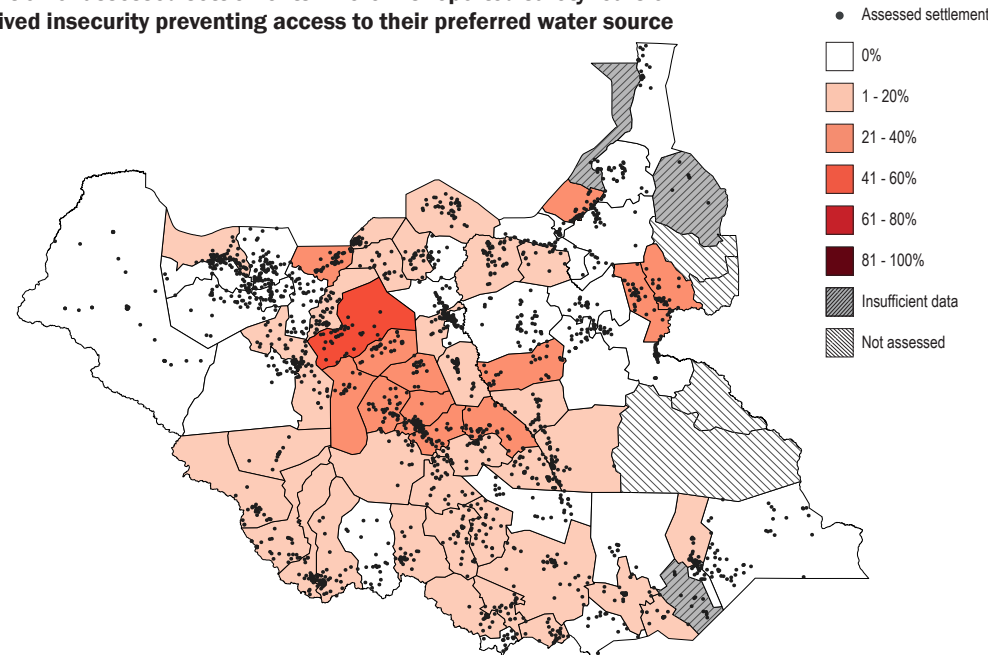 ived insecurity preventing access to their preferred water source
Assessed settlement
0%
1 - 20%
21 - 40%
41 - 60%
61 - 80%
81 - 100%
Insufficient data
Not assessed